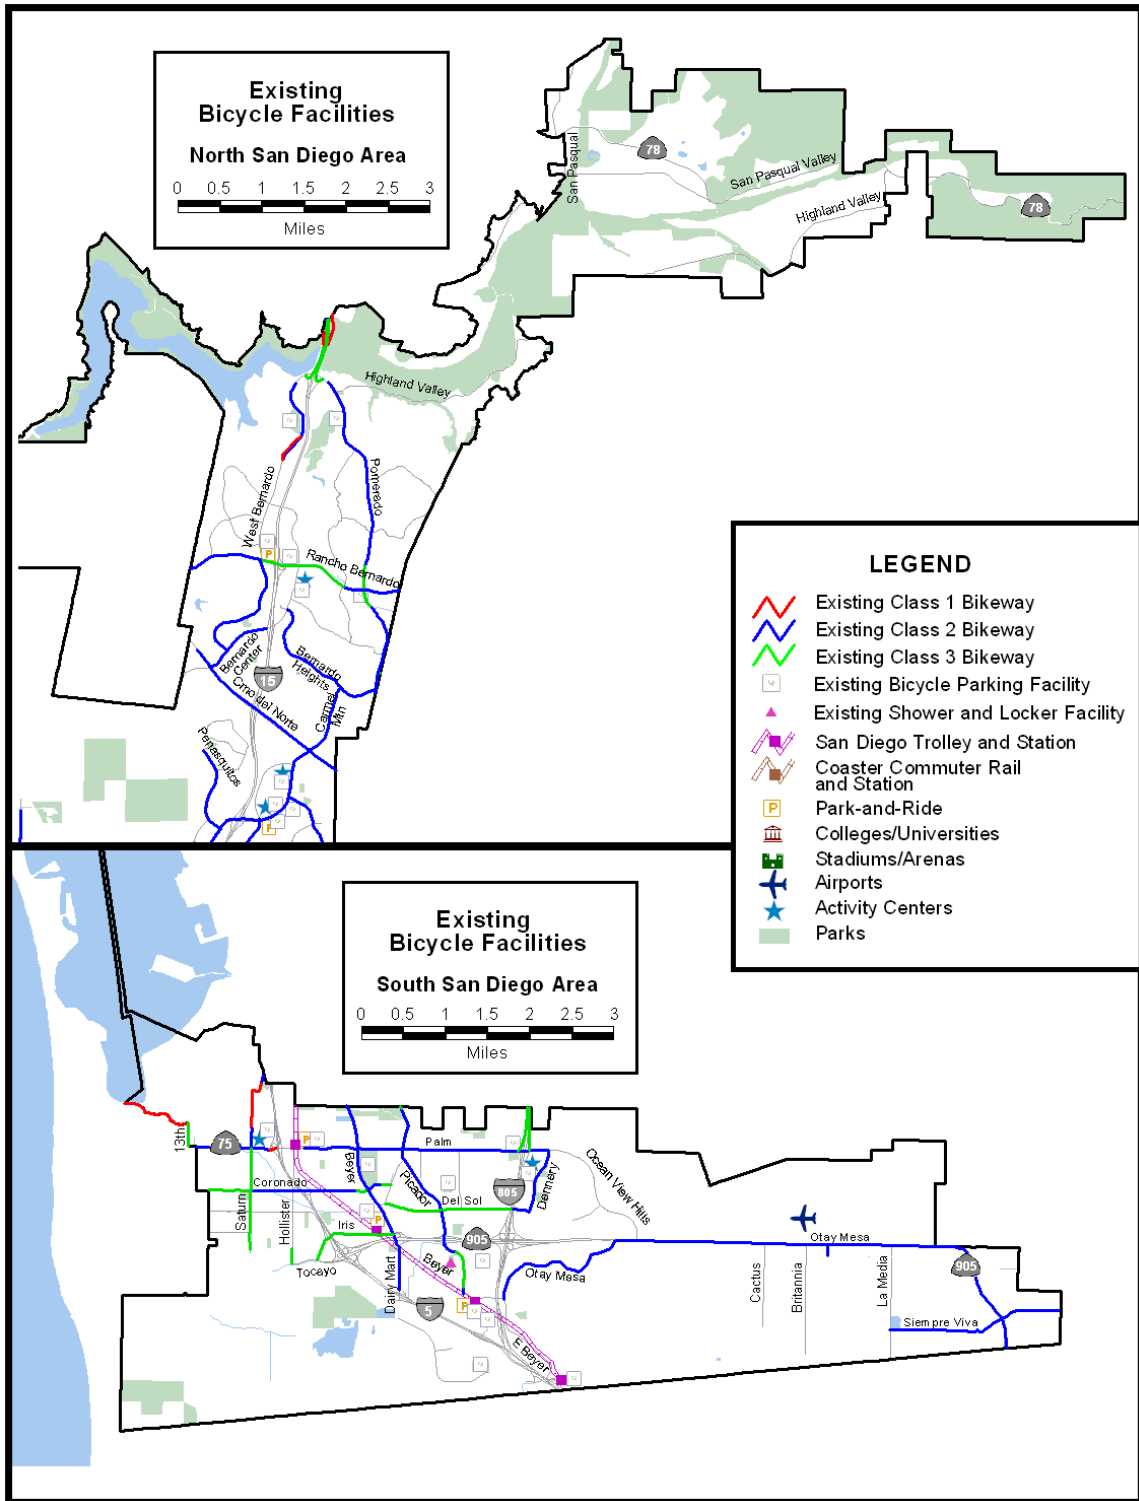 Existing
Bicycle Facilities
North San Diego Area
0 0.5 1 1.5 2 2.5 3
Miles
San Pasqual
78
San Pasqual Valley
Highland Valley
78
Highland Valley
Pomerado
West Bernardo
P
Rancho Bernardo
Bernardo
Center
Bernardo
Heights
15
Cmo del Norte
Carmel
Mtn
Penasquitos
P
LEGEND
Existing Class 1 Bikeway
Existing Class 2 Bikeway
Existing Class 3 Bikeway
Existing Bicycle Parking Facility
Existing Shower and Locker Facility
San Diego Trolley and Station
Coaster Commuter Rail
and Station
P Park-and-Ride
Colleges/Universities
Stadiums/Arenas
Airports
Activity Centers
Parks
Existing
Bicycle Facilities
South San Diego Area
0 0.5 1 1.5 2 2.5 3
Miles
13th
75
P
Palm
Beyer
Picador
Dennery
Ocean View Hills
Coronado
Saturn
Hollister
Del Sol
805
Iris
P
905
Otay Mesa
Tocayo
Dairy Mart
Beyer
Otay Mesa
Cactus
Britannia
La Media
905
5
P
Siempre Viva
E Beyer